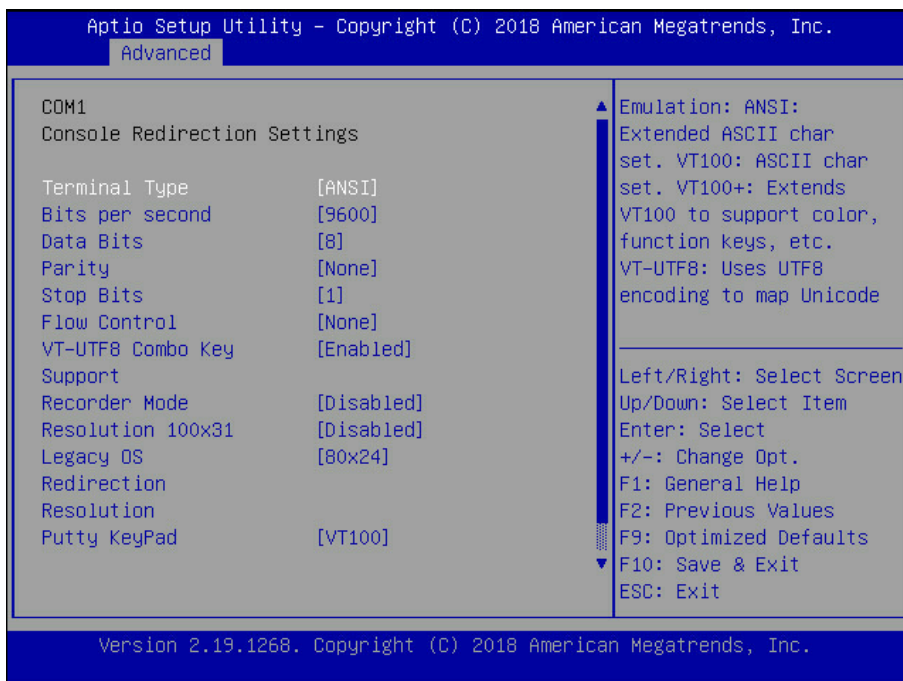 Aptio Setup Utility – Copyright (C) 2018 American Megatrends, Inc.
Advanced
COM1
Console Redirection Settings
Terminal Type [ANSI]
Bits per second [9600]
Data Bits [8]
Parity [None]
Stop Bits [1]
Flow Control [None]
VT-UTF8 Combo Key [Enabled]
Support
Recorder Mode [Disabled]
Resolution 100x31 [Disabled]
Legacy OS [80x24]
Redirection
Resolution
Putty KeyPad [VT100]
Emulation: ANSI:
Extended ASCII char
set. VT100: ASCII char
set. VT100+: Extends
VT100 to support color,
function keys, etc.
VT-UTF8: Uses UTF8
encoding to map Unicode
Left/Right: Select Screen
Up/Down: Select Item
Enter: Select
+/-: Change Opt.
F1: General Help
F2: Previous Values
F9: Optimized Defaults
F10: Save & Exit
ESC: Exit
Version 2.19.1268. Copyright (C) 2018 American Megatrends, Inc.